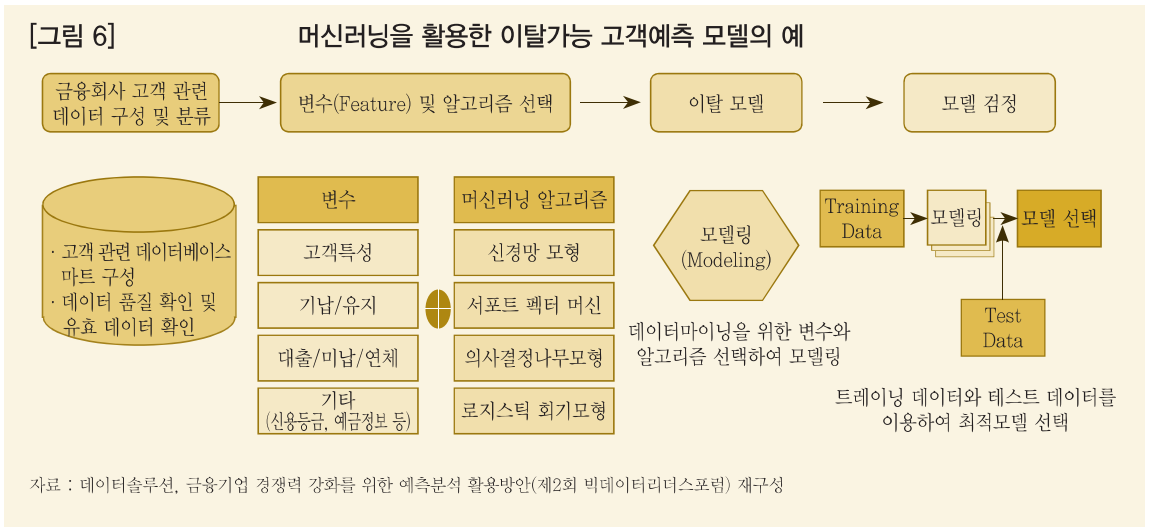 [그림 6] 머신러닝을 활용한 이탈가능 고객예측 모델의 예
금융회사 고객 관련
데이터 구성 및 분류
변수(Feature) 및 알고리즘 선택
이탈 모델
모델 검정
· 고객 관련 데이터베이스
마트 구성
· 데이터 품질 확인 및
유효 데이터 확인
변수
고객특성
기납/유지
대출/미납/연체
기타
(신용등금, 예금정보 등)
머신러닝 알고리즘
신경망 모형
서포트 펙터 머신
의사결정나무모형
로지스틱 회기모형
모델링
(Modeling)
데이터마이닝을 위한 변수와
알고리즘 선택하여 모델링
Training
Data
모델링
모델 선택
Test
Data
트레이닝 데이터와 테스트 데이터를
이용하여 최적모델 선택
자료 : 데이터솔루션, 금융기업 경쟁력 강화를 위한 예측분석 활용방안(제2회 빅데이터리더스포럼) 재구성